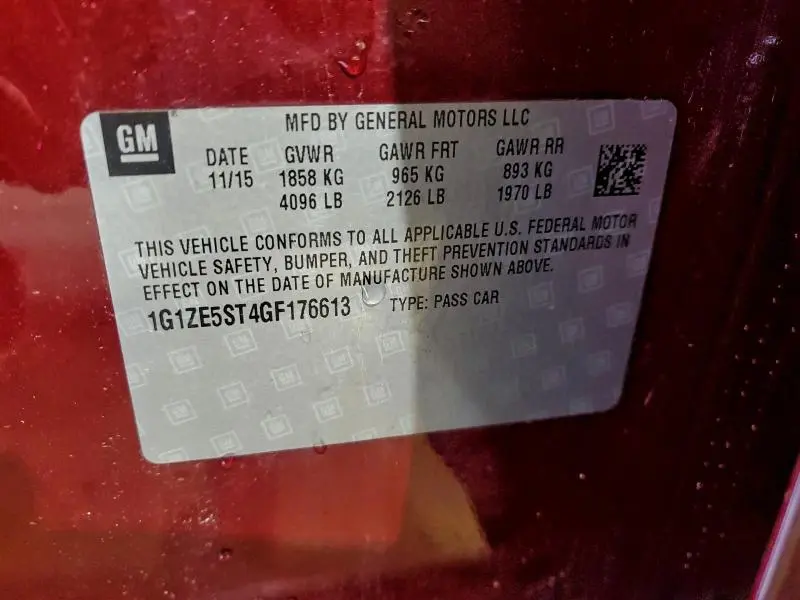 GM
MFD BY GENERAL MOTORS LLC
DATE GVWR GAWR FRT GAWR RR
11/15 1858 KG 965 KG 893 KG
4096 LB 2126 LB 1970 LB
THIS VEHICLE CONFORMS TO ALL APPLICABLE U.S. FEDERAL MOTOR
VEHICLE SAFETY, BUMPER, AND THEFT PREVENTION STANDARDS IN
EFFECT ON THE DATE OF MANUFACTURE SHOWN ABOVE.
1G1ZE5ST4GF176613 TYPE: PASS CAR